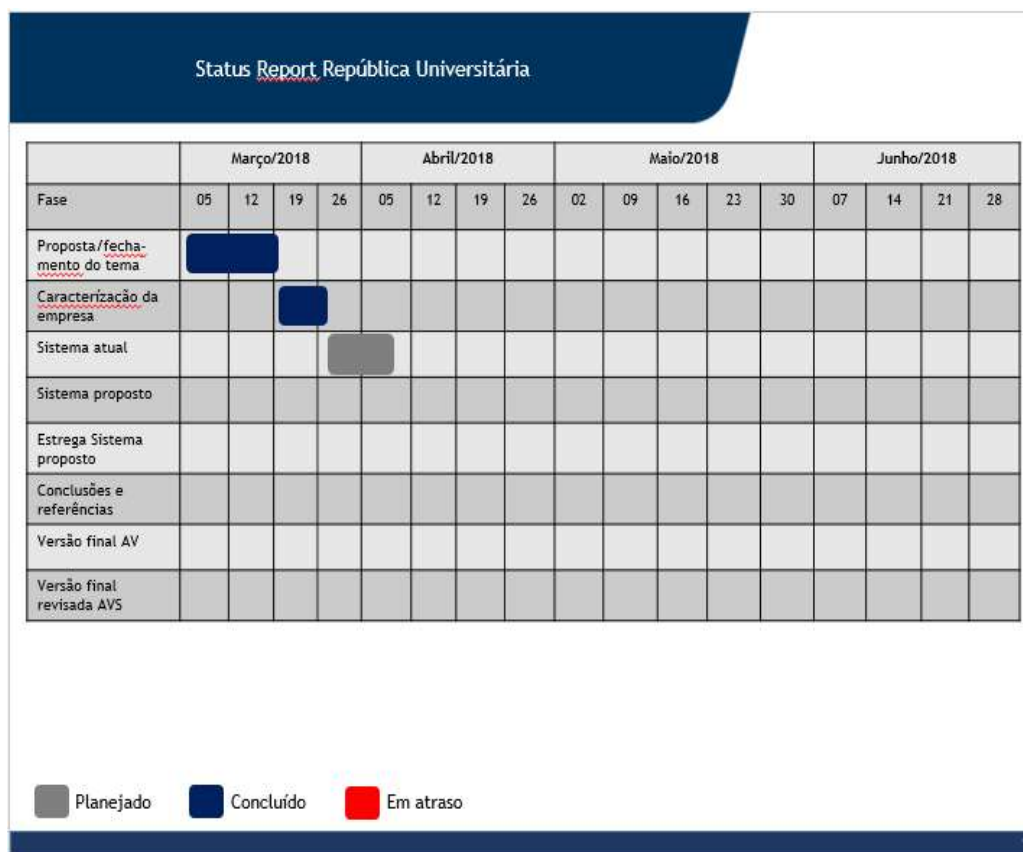 Status Report República Universitária
Março/2018 Abril/2018 Maio/2018 Junho/2018
Fase 05 12 19 26 05 12 19 26 02 09 16 23 30 07 14 21 28
Proposta/fecha-
mento do tema
Caracterização da
empresa
Sistema atual
Sistema proposto
Estrega Sistema
proposto
Conclusões e
referências
Versão final AV
Versão final
revisada AVS
Planejado Concluído Em atraso